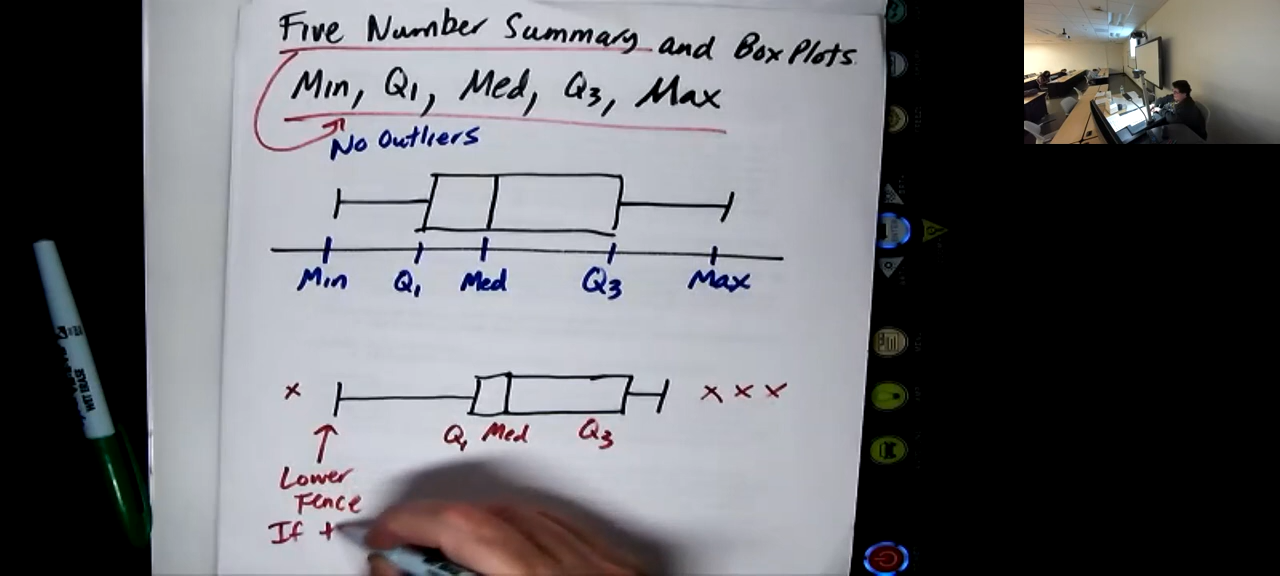 Five Number Summary and Box Plots
Min, Q1, Med, Q3, Max
No Outliers
Min Q1 Med Q3 Max
x x x x
Q1 Med Q3
Lower
Fence
If t